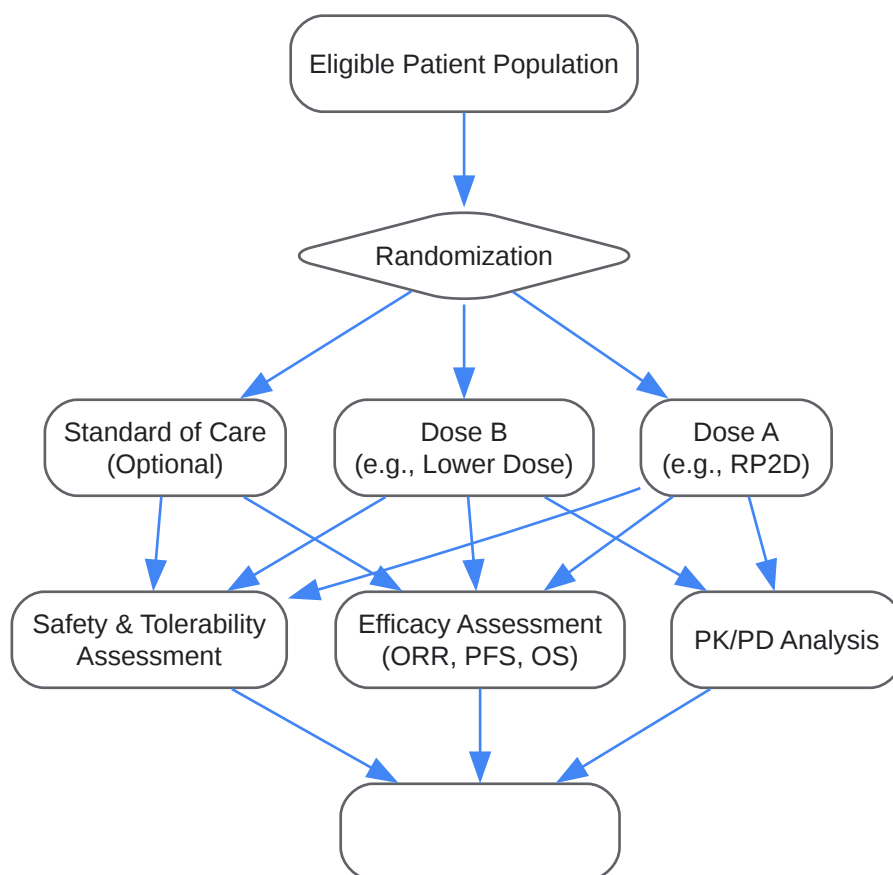 Eligible Patient Population
Randomization
Standard of Care
(Optional)
Dose B
(e.g., Lower Dose)
Dose A
(e.g., RP2D)
Safety & Tolerability
Assessment
Efficacy Assessment
(ORR, PFS, OS)
PK/PD Analysis